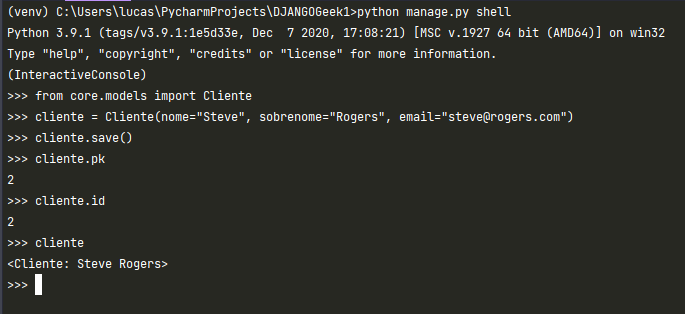 (venv) C:\Users\lucas\PycharmProjects\DJANGOGeek1>python manage.py shell
Python 3.9.1 (tags/v3.9.1:1e5d33e, Dec  7 2020, 17:08:21) [MSC v.1927 64 bit (AMD64)] on win32
Type "help", "copyright", "credits" or "license" for more information.
(InteractiveConsole)
>>> from core.models import Cliente
>>> cliente = Cliente(nome="Steve", sobrenome="Rogers", email="steve@rogers.com")
>>> cliente.save()
>>> cliente.pk
2
>>> cliente.id
2
>>> cliente
<Cliente: Steve Rogers>
>>>